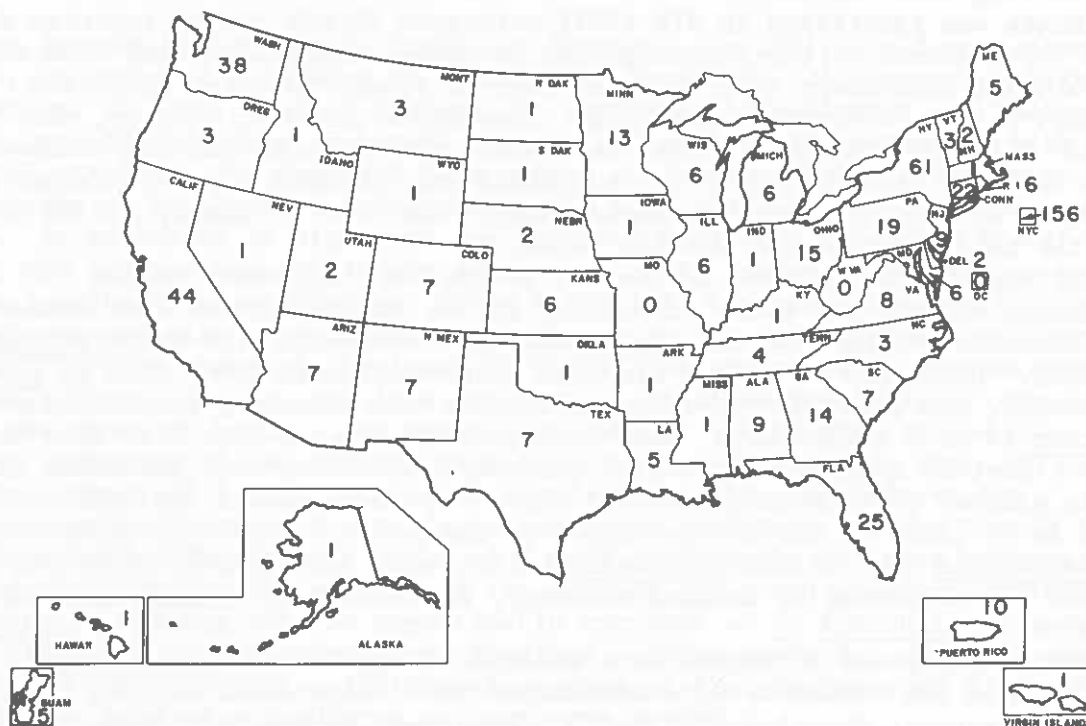 WASH
38
MONT
3
N DAK
1
MINN
13
ME
5
OREG
3
IDAHO
1
S DAK
1
WIS
6
MICH
6
NY
61
VT
3
2
NH
MASS
16
R I
CONN
22
WYO
1
NEBR
2
IOWA
1
ILL
6
IND
1
OHIO
15
PA
19
NJ
9
156
NYC
CALIF
44
NEV
1
UTAH
2
COLO
7
KANS
6
MO
0
KY
1
W VA
0
VA
8
MD
6
DEL 2
0
DC
ARIZ
7
N MEX
7
OKLA
1
ARK
1
TENN
4
NC
3
SC
7
TEX
7
LA
5
MISS
1
ALA
9
GA
14
FLA
25
1
ALASKA
1
HAWAII
GUAM
5
10
PUERTO RICO
1